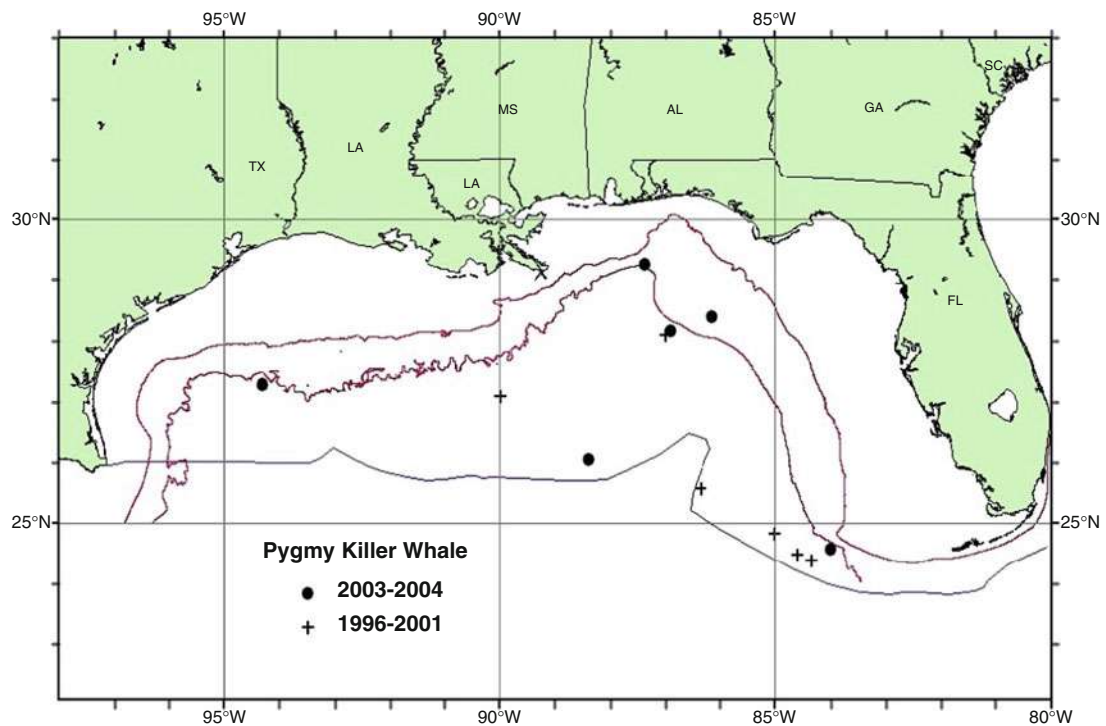 95°W 90°W 85°W
SC
MS AL GA
LA
TX
LA
30°N 30°N
FL
25°N 25°N
Pygmy Killer Whale
2003-2004
1996-2001
95°W 90°W 85°W 80°W